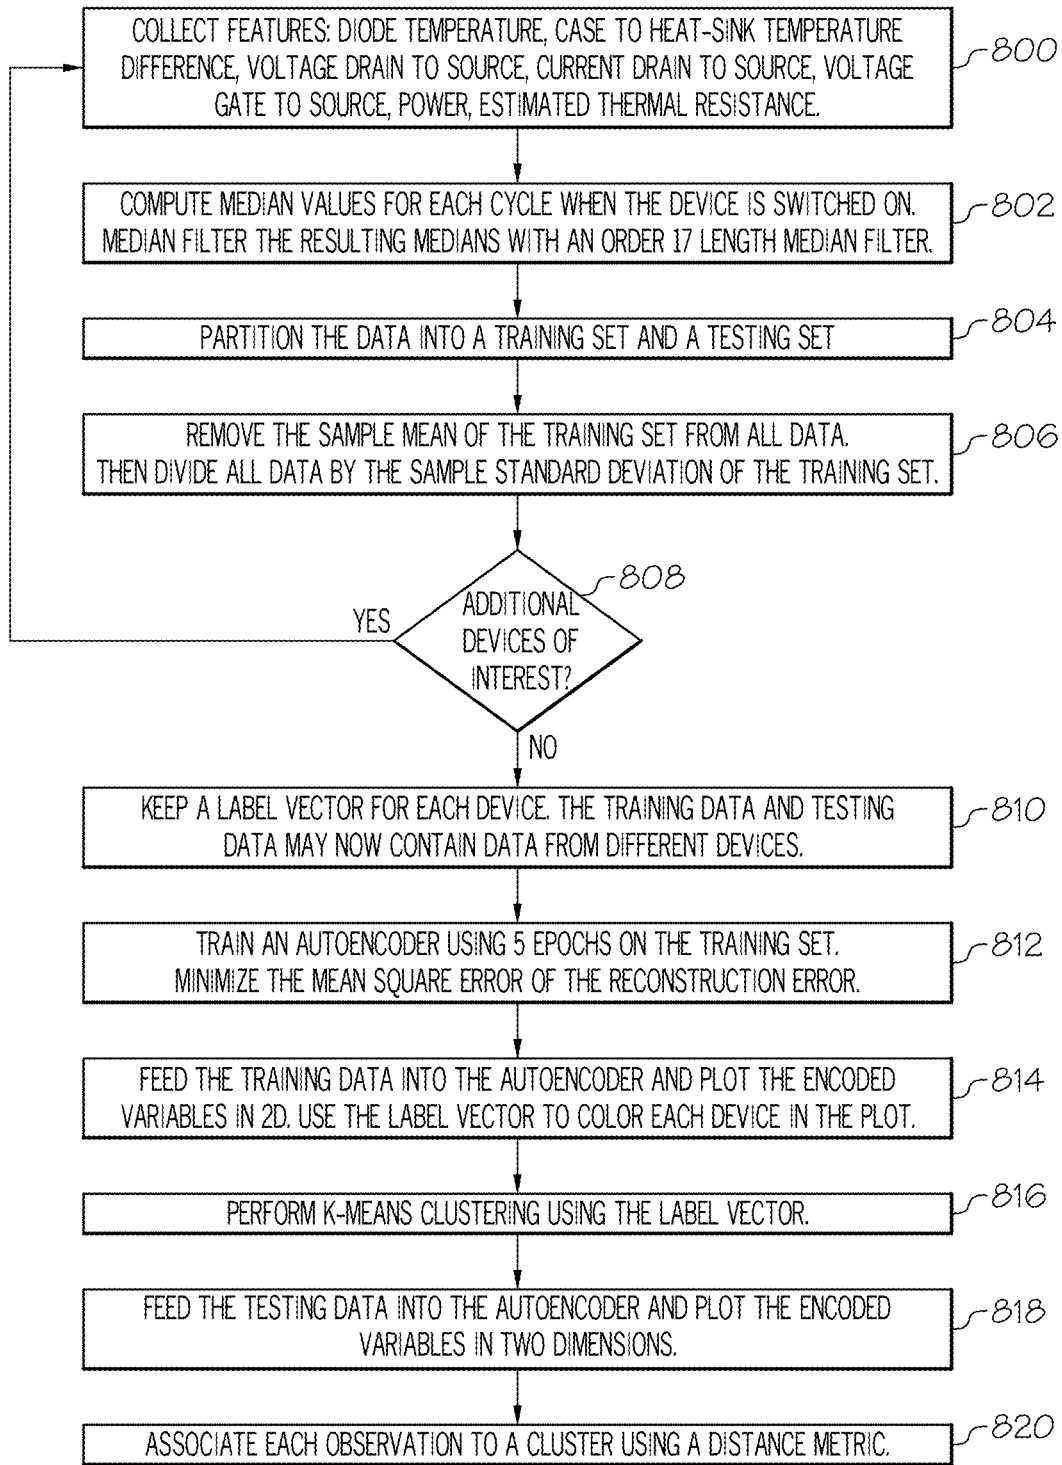 COLLECT FEATURES: DIODE TEMPERATURE, CASE TO HEAT-SINK TEMPERATURE
DIFFERENCE, VOLTAGE DRAIN TO SOURCE, CURRENT DRAIN TO SOURCE, VOLTAGE
GATE TO SOURCE, POWER, ESTIMATED THERMAL RESISTANCE.
800
COMPUTE MEDIAN VALUES FOR EACH CYCLE WHEN THE DEVICE IS SWITCHED ON.
MEDIAN FILTER THE RESULTING MEDIANS WITH AN ORDER 17 LENGTH MEDIAN FILTER.
802
PARTITION THE DATA INTO A TRAINING SET AND A TESTING SET
804
REMOVE THE SAMPLE MEAN OF THE TRAINING SET FROM ALL DATA.
THEN DIVIDE ALL DATA BY THE SAMPLE STANDARD DEVIATION OF THE TRAINING SET.
806
808
YES
ADDITIONAL
DEVICES OF
INTEREST?
NO
KEEP A LABEL VECTOR FOR EACH DEVICE. THE TRAINING DATA AND TESTING
DATA MAY NOW CONTAIN DATA FROM DIFFERENT DEVICES.
810
TRAIN AN AUTOENCODER USING 5 EPOCHS ON THE TRAINING SET.
MINIMIZE THE MEAN SQUARE ERROR OF THE RECONSTRUCTION ERROR.
812
FEED THE TRAINING DATA INTO THE AUTOENCODER AND PLOT THE ENCODED
VARIABLES IN 2D. USE THE LABEL VECTOR TO COLOR EACH DEVICE IN THE PLOT.
814
PERFORM K-MEANS CLUSTERING USING THE LABEL VECTOR.
816
FEED THE TESTING DATA INTO THE AUTOENCODER AND PLOT THE ENCODED
VARIABLES IN TWO DIMENSIONS.
818
ASSOCIATE EACH OBSERVATION TO A CLUSTER USING A DISTANCE METRIC.
820